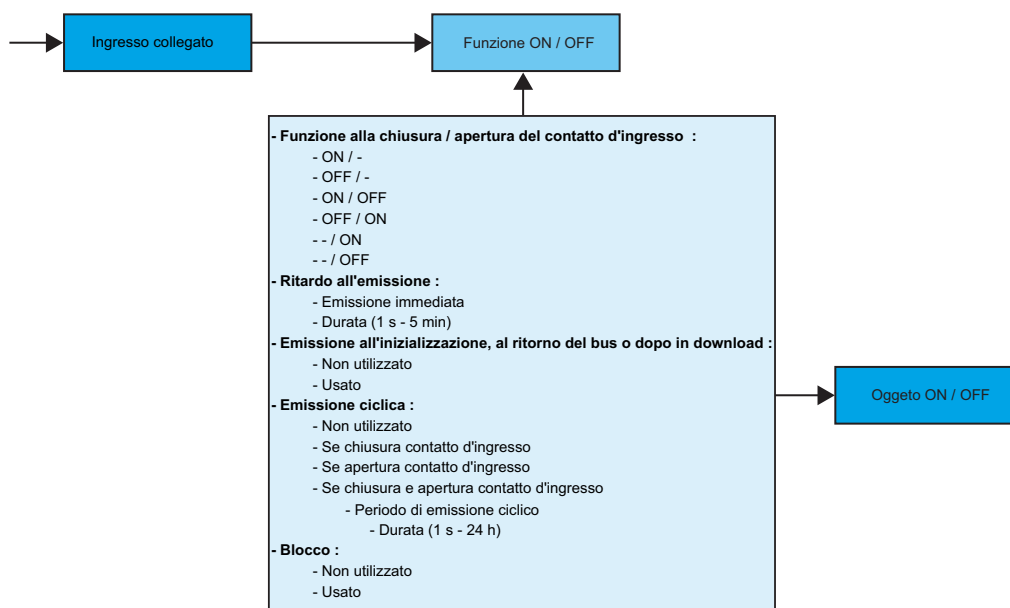 Ingresso collegato
Funzione ON / OFF
- Funzione alla chiusura / apertura del contatto d'ingresso :
- ON / -
- OFF / -
- ON / OFF
- OFF / ON
- - / ON
- - / OFF
- Ritardo all'emissione :
- Emissione immediata
- Durata (1 s - 5 min)
- Emissione all'inizializzazione, al ritorno del bus o dopo in download :
- Non utilizzato
- Usato
- Emissione ciclica :
- Non utilizzato
- Se chiusura contatto d'ingresso
- Se apertura contatto d'ingresso
- Se chiusura e apertura contatto d'ingresso
- Periodo di emissione ciclico
- Durata (1 s - 24 h)
- Blocco :
- Non utilizzato
- Usato
Oggeto ON / OFF